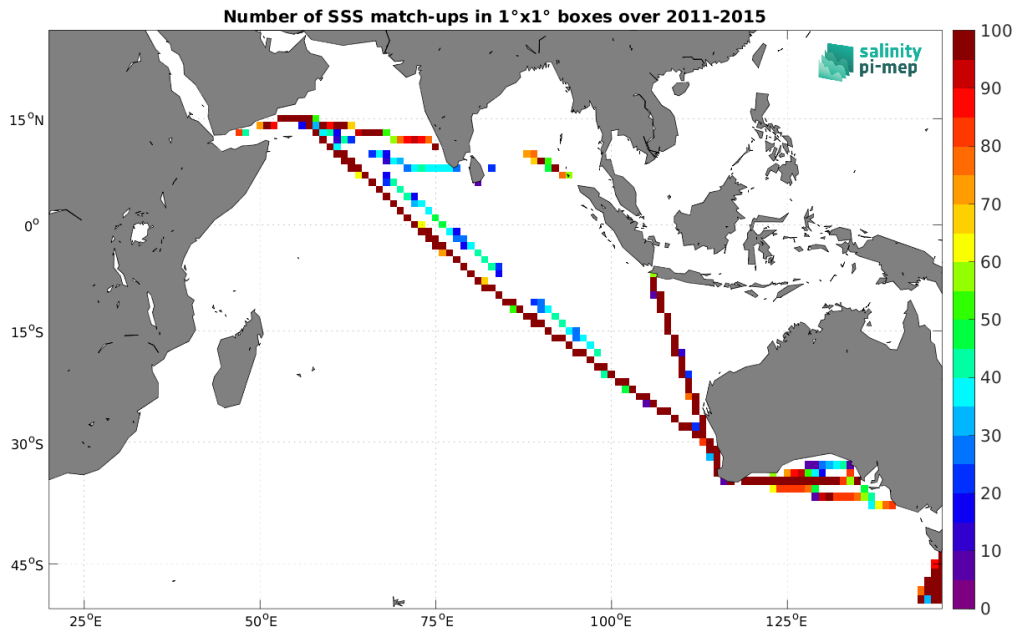 Number of SSS match-ups in 1°x1° boxes over 2011-2015
salinity
pi-mep
15°N
0°
15°S
30°S
45°S
25°E
50°E
75°E
100°E
125°E
100
90
80
70
60
50
40
30
20
10
0